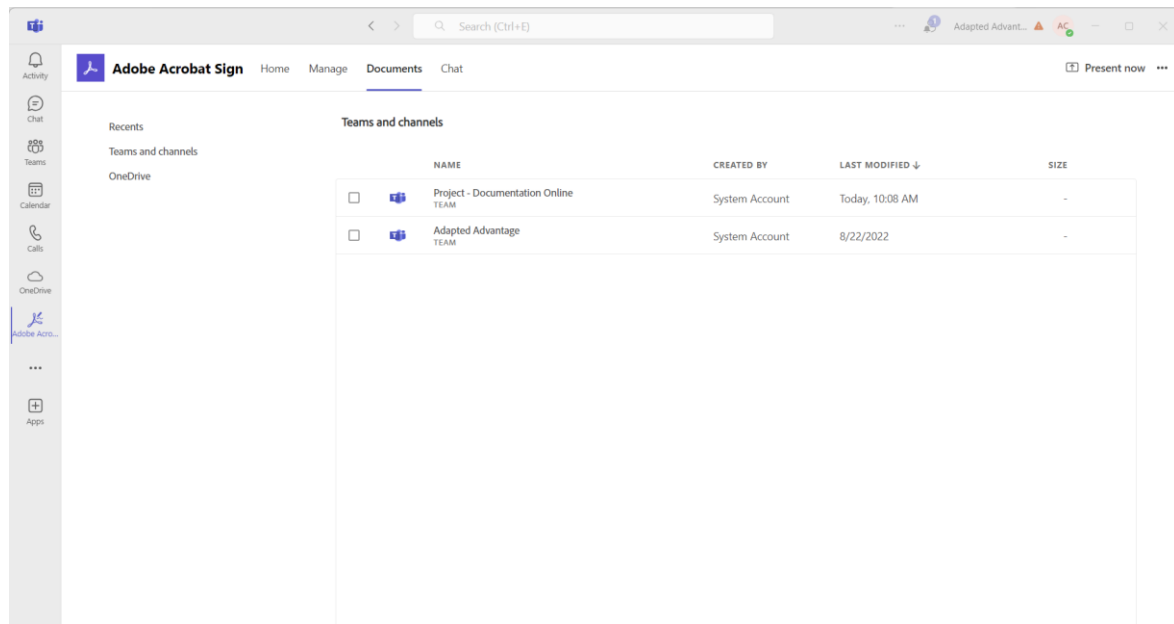 Search (Ctrl+E)
1
Adapted Advant...
AC
Activity
Chat
Teams
Calendar
Calls
OneDrive
Adobe Acro...
Apps
Adobe Acrobat Sign Home Manage Documents Chat
Present now
Recents
Teams and channels
OneDrive
Teams and channels
NAME CREATED BY LAST MODIFIED ↓ SIZE
Project - Documentation Online System Account Today, 10:08 AM -
TEAM
Adapted Advantage System Account 8/22/2022 -
TEAM